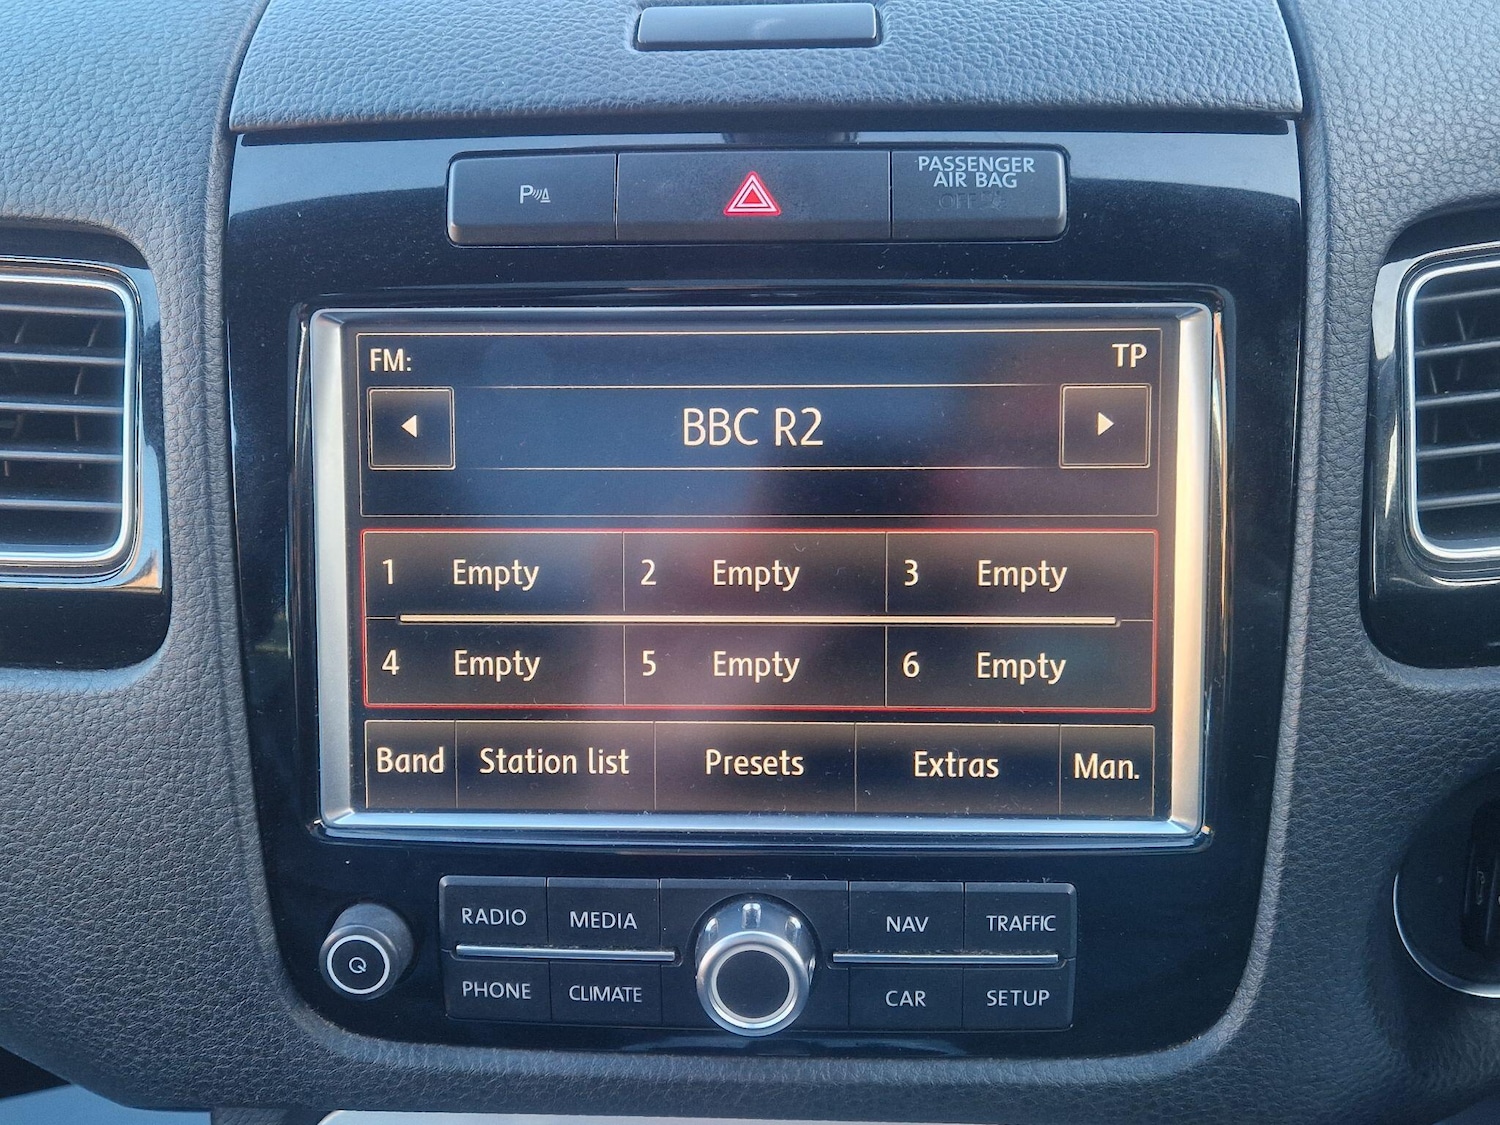 P
PASSENGER
AIR BAG
OFF
FM: TP
BBC R2
1 Empty 2 Empty 3 Empty
4 Empty 5 Empty 6 Empty
Band Station list Presets Extras Man.
RADIO MEDIA NAV TRAFFIC
PHONE CLIMATE CAR SETUP